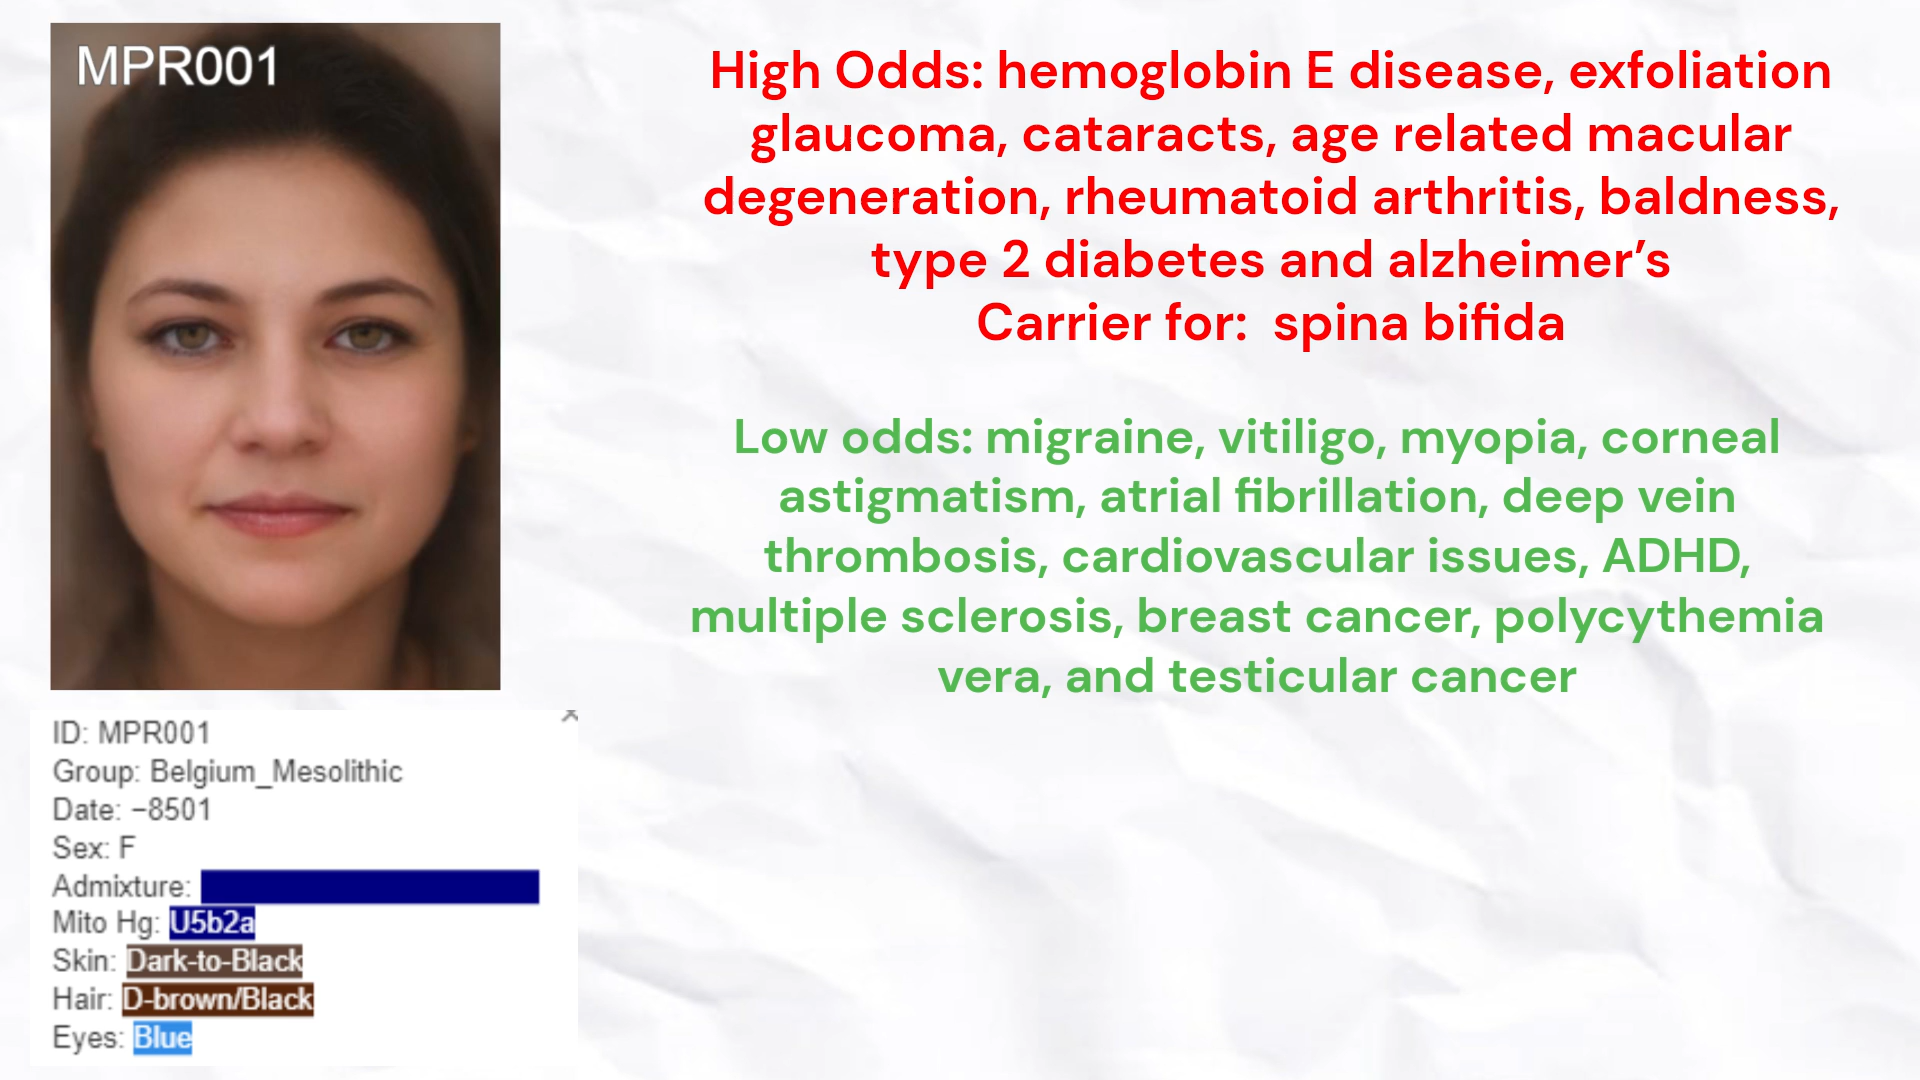 MPR001
High Odds: hemoglobin E disease, exfoliation
glaucoma, cataracts, age related macular
degeneration, rheumatoid arthritis, baldness,
type 2 diabetes and alzheimer’s
Carrier for:  spina bifida
Low odds: migraine, vitiligo, myopia, corneal
astigmatism, atrial fibrillation, deep vein
thrombosis, cardiovascular issues, ADHD,
multiple sclerosis, breast cancer, polycythemia
vera, and testicular cancer
ID: MPR001
Group: Belgium_Mesolithic
Date: −8501
Sex: F
Admixture:
Mito Hg: U5b2a
Skin: Dark-to-Black
Hair: D-brown/Black
Eyes: Blue